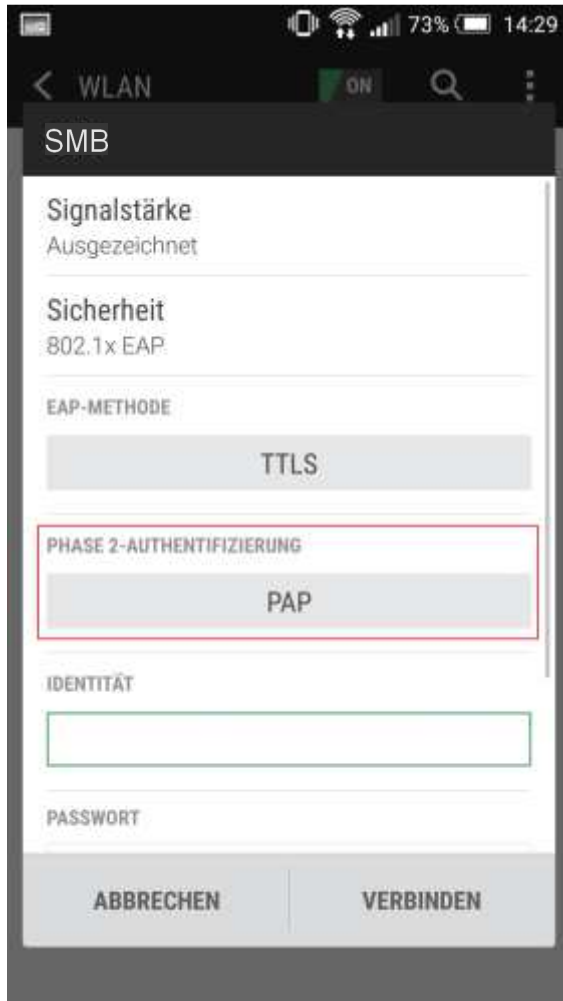 73% 14:29
WLAN ON
SMB
Signalstärke
Ausgezeichnet
Sicherheit
802.1x EAP
EAP-METHODE
TTLS
PHASE 2-AUTHENTIFIZIERUNG
PAP
IDENTITÄT
PASSWORT
ABBRECHEN VERBINDEN